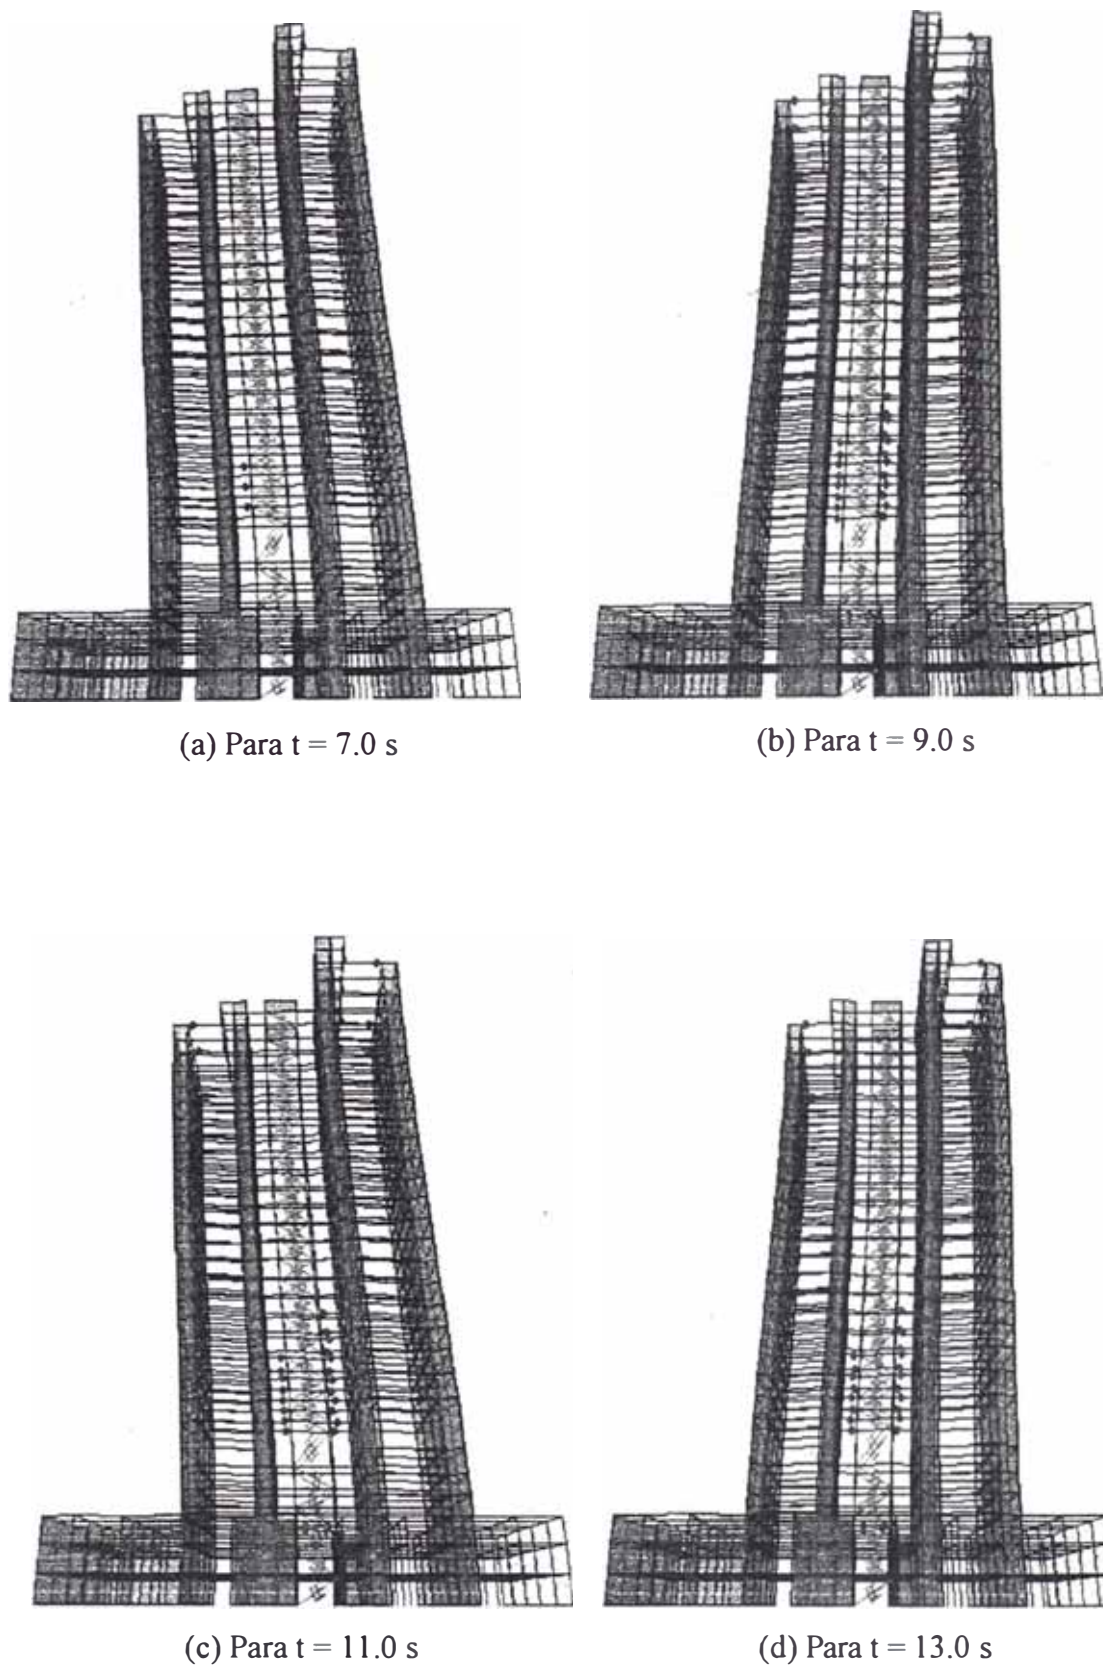 (a) Para t = 7.0 s
(b) Para t = 9.0 s
(c) Para t = 11.0 s
(d) Para t = 13.0 s